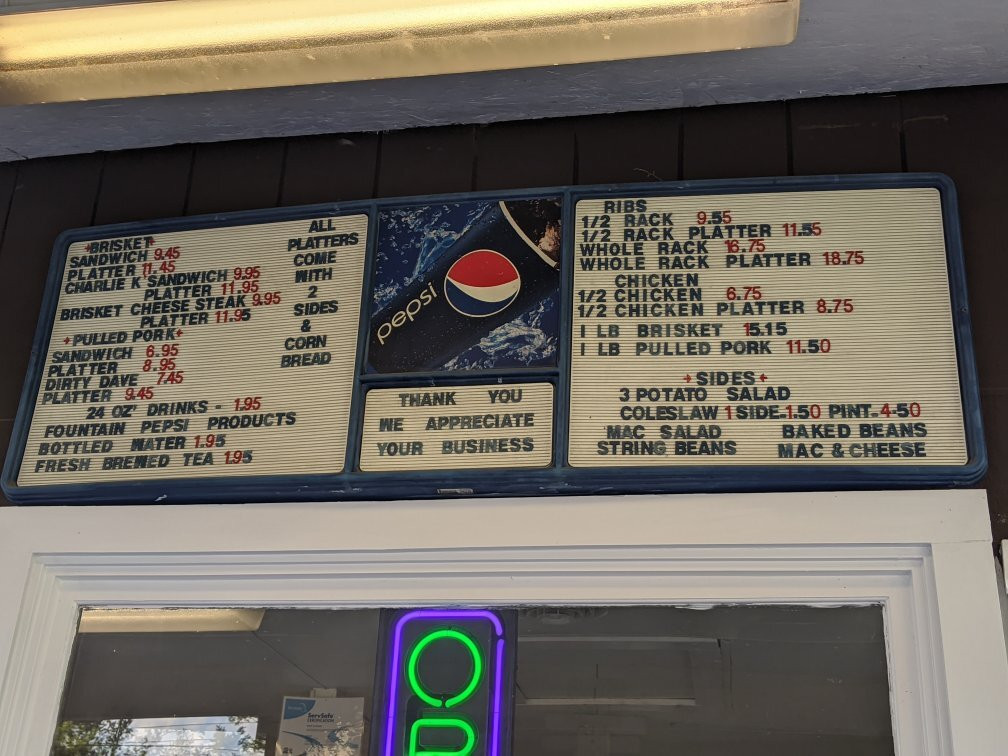 +BRISKET+
SANDWICH 9.45
PLATTER 11.45
CHARLIE K SANDWICH 9.95
PLATTER 11.95
BRISKET CHEESE STEAK 9.95
PLATTER 11.95
+PULLED PORK+
SANDWICH 6.95
PLATTER 8.95
DIRTY DAVE 7.45
PLATTER 9.45
24 OZ' DRINKS - 1.95
FOUNTAIN PEPSI PRODUCTS
BOTTLED WATER 1.95
FRESH BREWED TEA 1.95
ALL
PLATTERS
COME
WITH
2
SIDES
&
CORN
BREAD
pepsi
THANK YOU
WE APPRECIATE
YOUR BUSINESS
RIBS
1/2 RACK 9.55
1/2 RACK PLATTER 11.55
WHOLE RACK 16.75
WHOLE RACK PLATTER 18.75
CHICKEN
1/2 CHICKEN 6.75
1/2 CHICKEN PLATTER 8.75
1 LB BRISKET 15.15
1 LB PULLED PORK 11.50
+SIDES+
3 POTATO SALAD
COLESLAW 1 SIDE-1.50 PINT-4.50
MAC SALAD BAKED BEANS
STRING BEANS MAC & CHEESE
OP
ServSafe